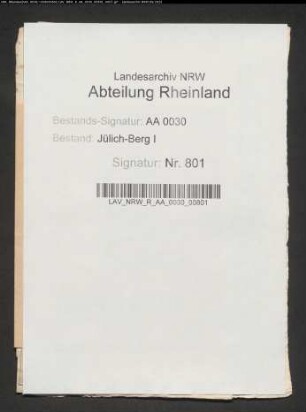 Landesarchiv NRW
Abteilung Rheinland
Bestands-Signatur: AA 0030
Bestand: Jülich-Berg I
Signatur: Nr. 801
LAV_NRW_R_AA_0030_00801